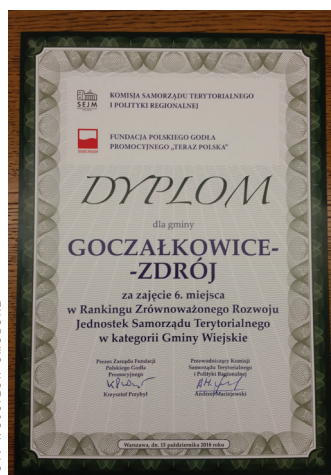 SEJM
KOMISJA SAMORZĄDU TERYTORIALNEGO
I POLITYKI REGIONALNEJ
FUNDACJA POLSKIEGO GODŁA
PROMOCYJNEGO „TERAZ POLSKA”
DYPLOM
dla gminy
GOCZAŁKOWICE-
-ZDRÓJ
za zajęcie 6. miejsca
w Rankingu Zrównoważonego Rozwoju
Jednostek Samorządu Terytorialnego
w kategorii Gminy Wiejskie
Prezes Zarządu Fundacji
Polskiego Godła
Promocyjnego
Krzysztof Przybył
Przewodniczący Komisji
Samorządu Terytorialnego
i Polityki Regionalnej
Andrzej Maciejewski
Warszawa, dn. 13 października 2016 roku